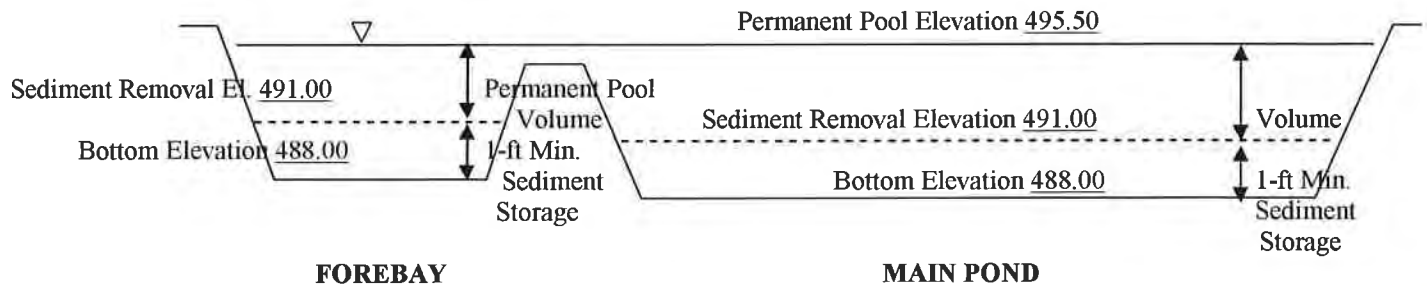 Permanent Pool Elevation 495.50
Sediment Removal El. 491.00
Permanent Pool
Volume
Sediment Removal Elevation 491.00
Volume
Bottom Elevation 488.00
1-ft Min.
Sediment
Storage
Bottom Elevation 488.00
1-ft Min.
Sediment
Storage
FOREBAY
MAIN POND